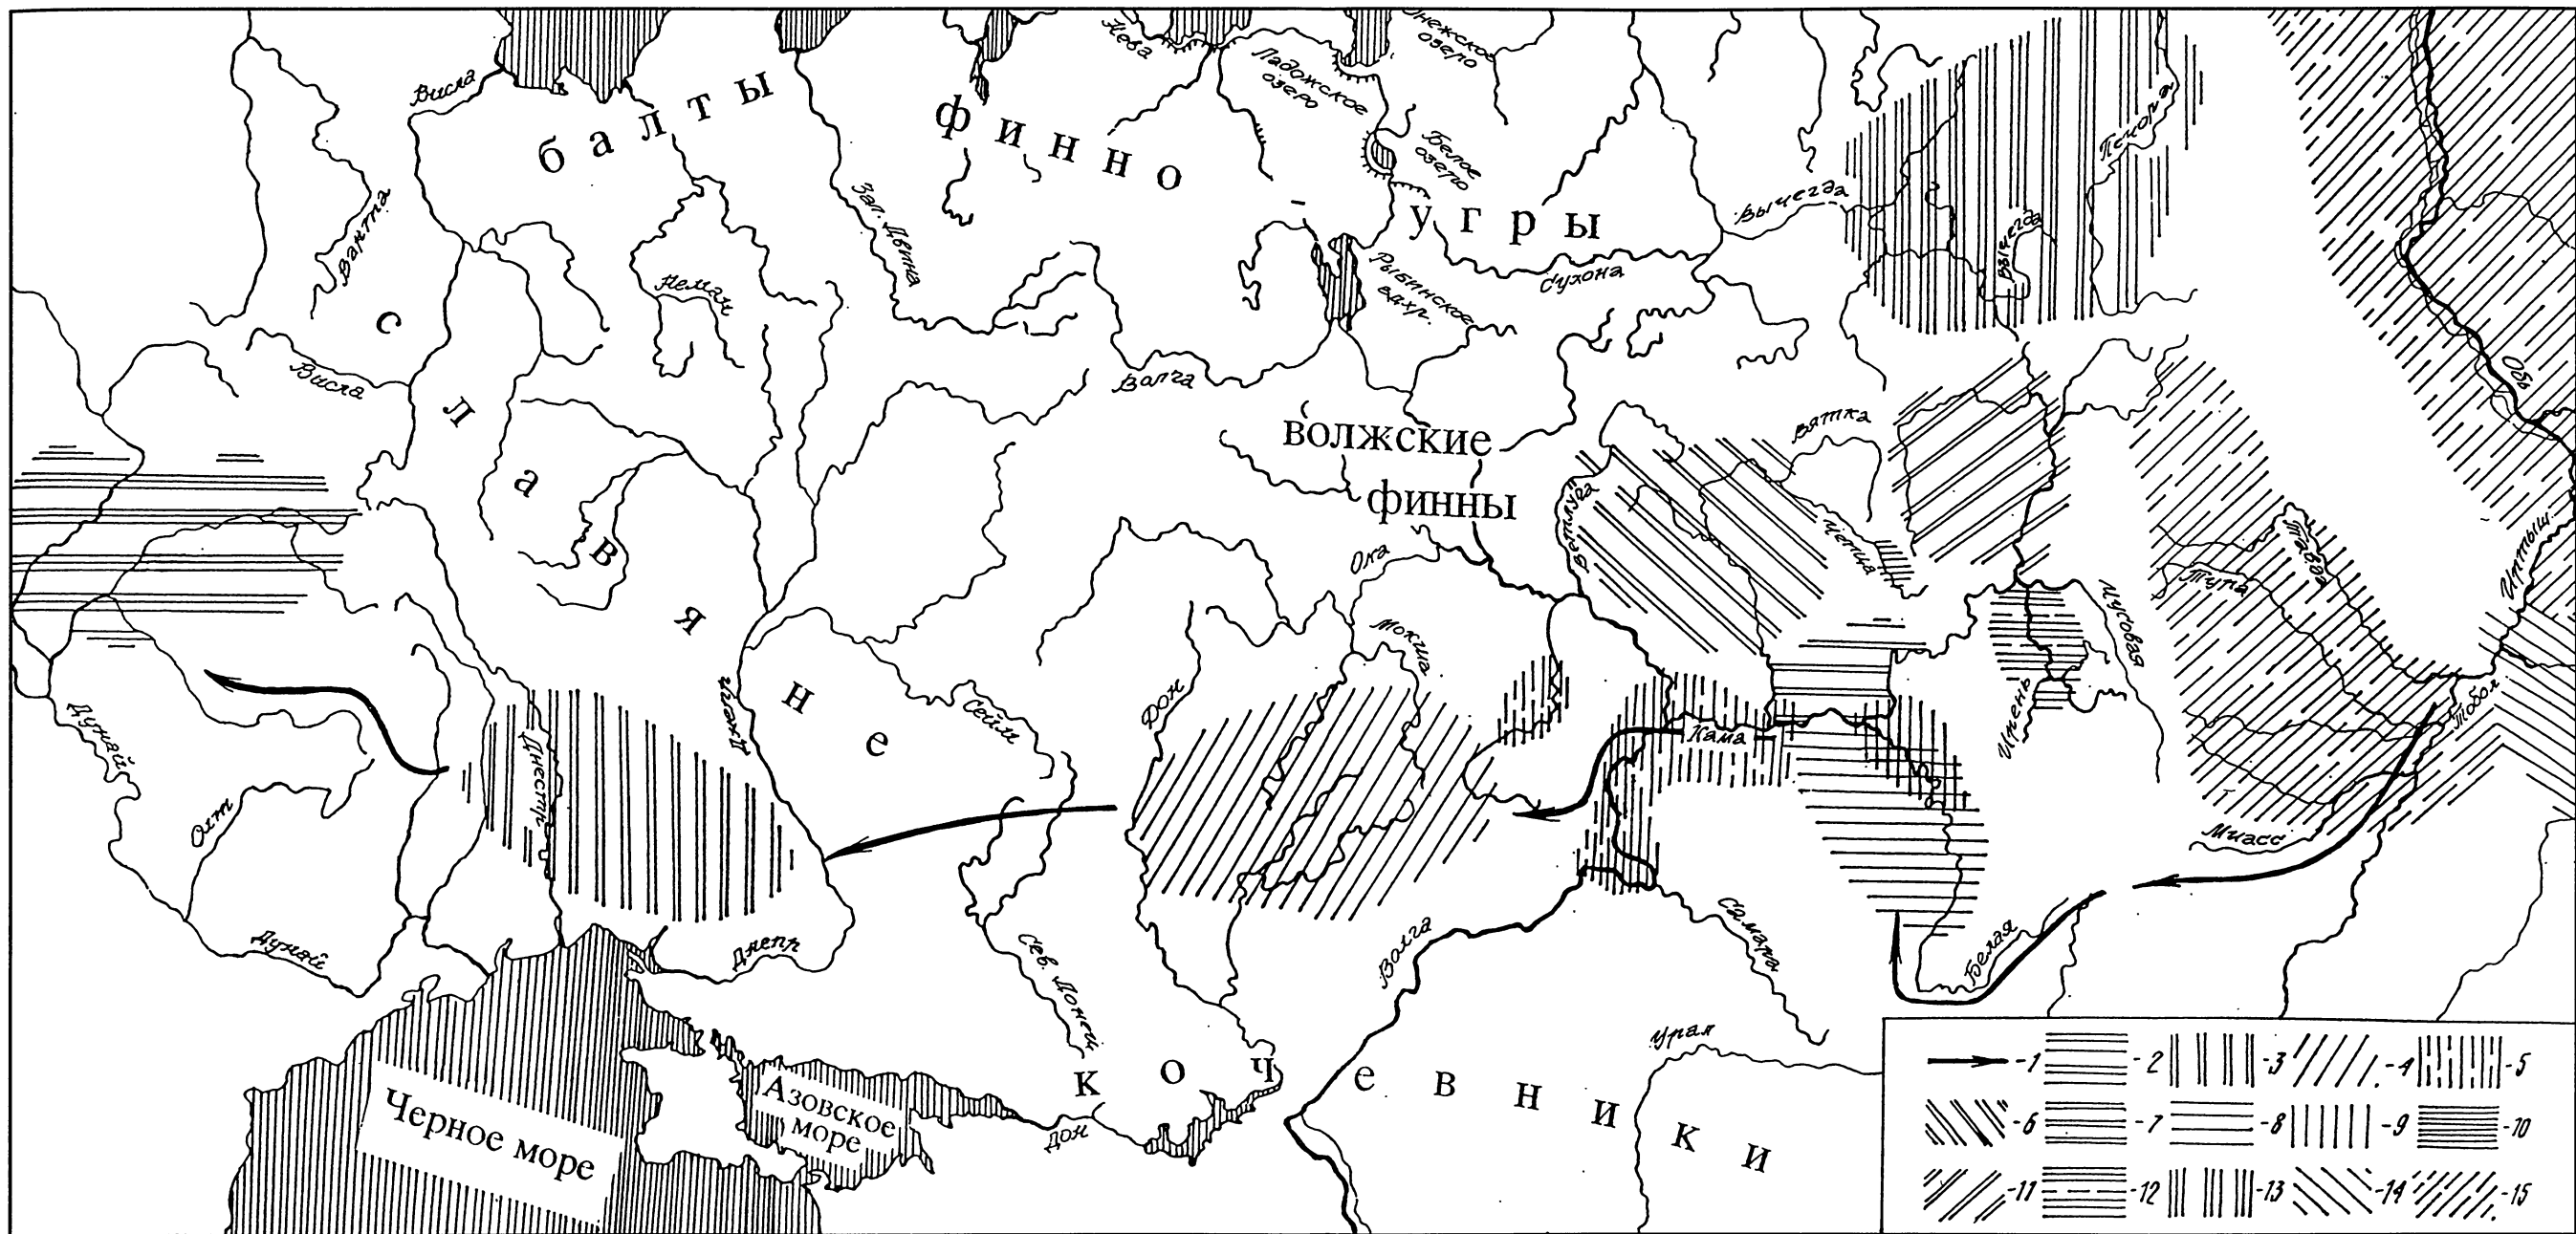 Нева
Ладожское
озеро
Онежское
озеро
Висла
балты
финно-
угры
Белое
озеро
Печора
Варта
Зап. Двина
Вычегда
Вычегда
Неман
Рыбинское
вдхр.
Сухона
Обь
Висла
Волга
славяне
волжские
финны
Вятка
Ветлуга
Чепца
Ока
Мокша
Тавда
Тура
Иртыш
Чусовая
Дунай
Днестр
Сейм
Дон
Кама
Тобол
Олт
Миасс
Дунай
Днепр
Сев. Донец
Волга
Самара
Белая
Урал
кочевники
Черное море
Азовское
море
Дон
-1 -2 -3 -4 -5
-6 -7 -8 -9 -10
-11 -12 -13 -14 -15